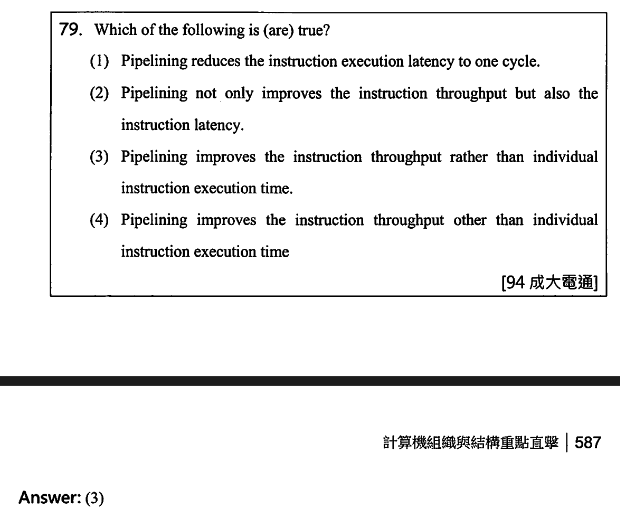 79. Which of the following is (are) true?
(1) Pipelining reduces the instruction execution latency to one cycle.
(2) Pipelining not only improves the instruction throughput but also the
instruction latency.
(3) Pipelining improves the instruction throughput rather than individual
instruction execution time.
(4) Pipelining improves the instruction throughput other than individual
instruction execution time
[94 成大電通]
計算機組織與結構重點直擊 | 587
Answer: (3)